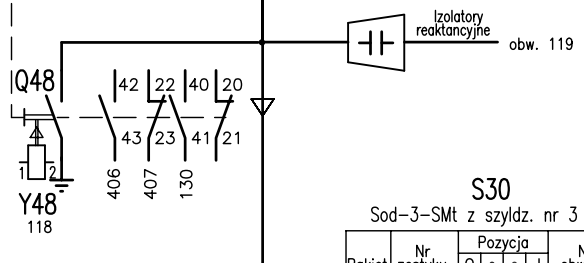 Izolatory
reaktancyjne
obw. 119
Q48
42 22 40 20
43 23 41 21
1 2
406 407 130
Y48
118
S30
Sod-3-SMt z szyldz. nr 3
Pozycja
Nr